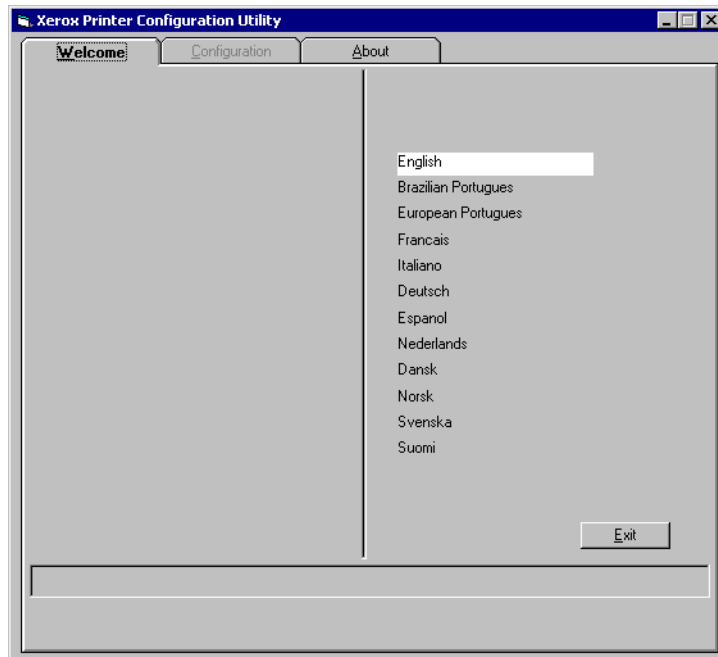 Xerox Printer Configuration Utility
Welcome Configuration About
English
Brazilian Portugues
European Portugues
Francais
Italiano
Deutsch
Espanol
Nederlands
Dansk
Norsk
Svenska
Suomi
Exit